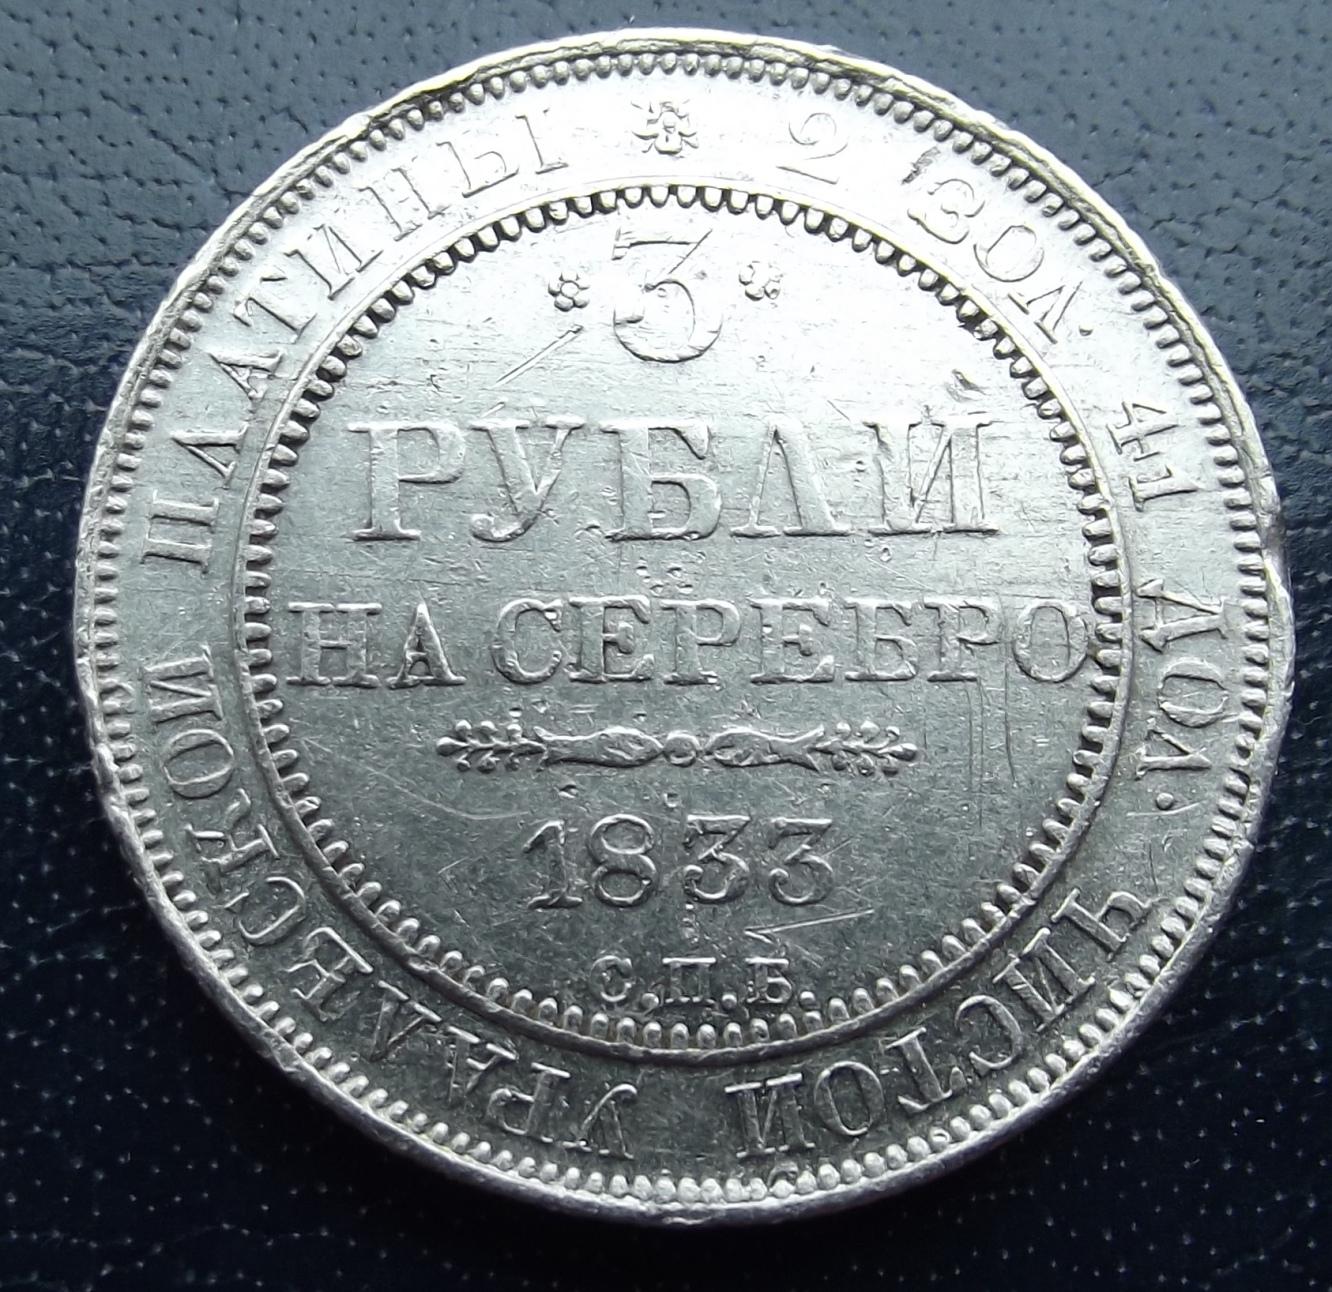 * 2 ЗОЛ. 41 ДОЛ. ЧИСТОЙ УРАЛЬСКОЙ ПЛАТИНЫ
* 3 *
РУБЛИ
НА СЕРЕБРО
1833
С.П.Б.